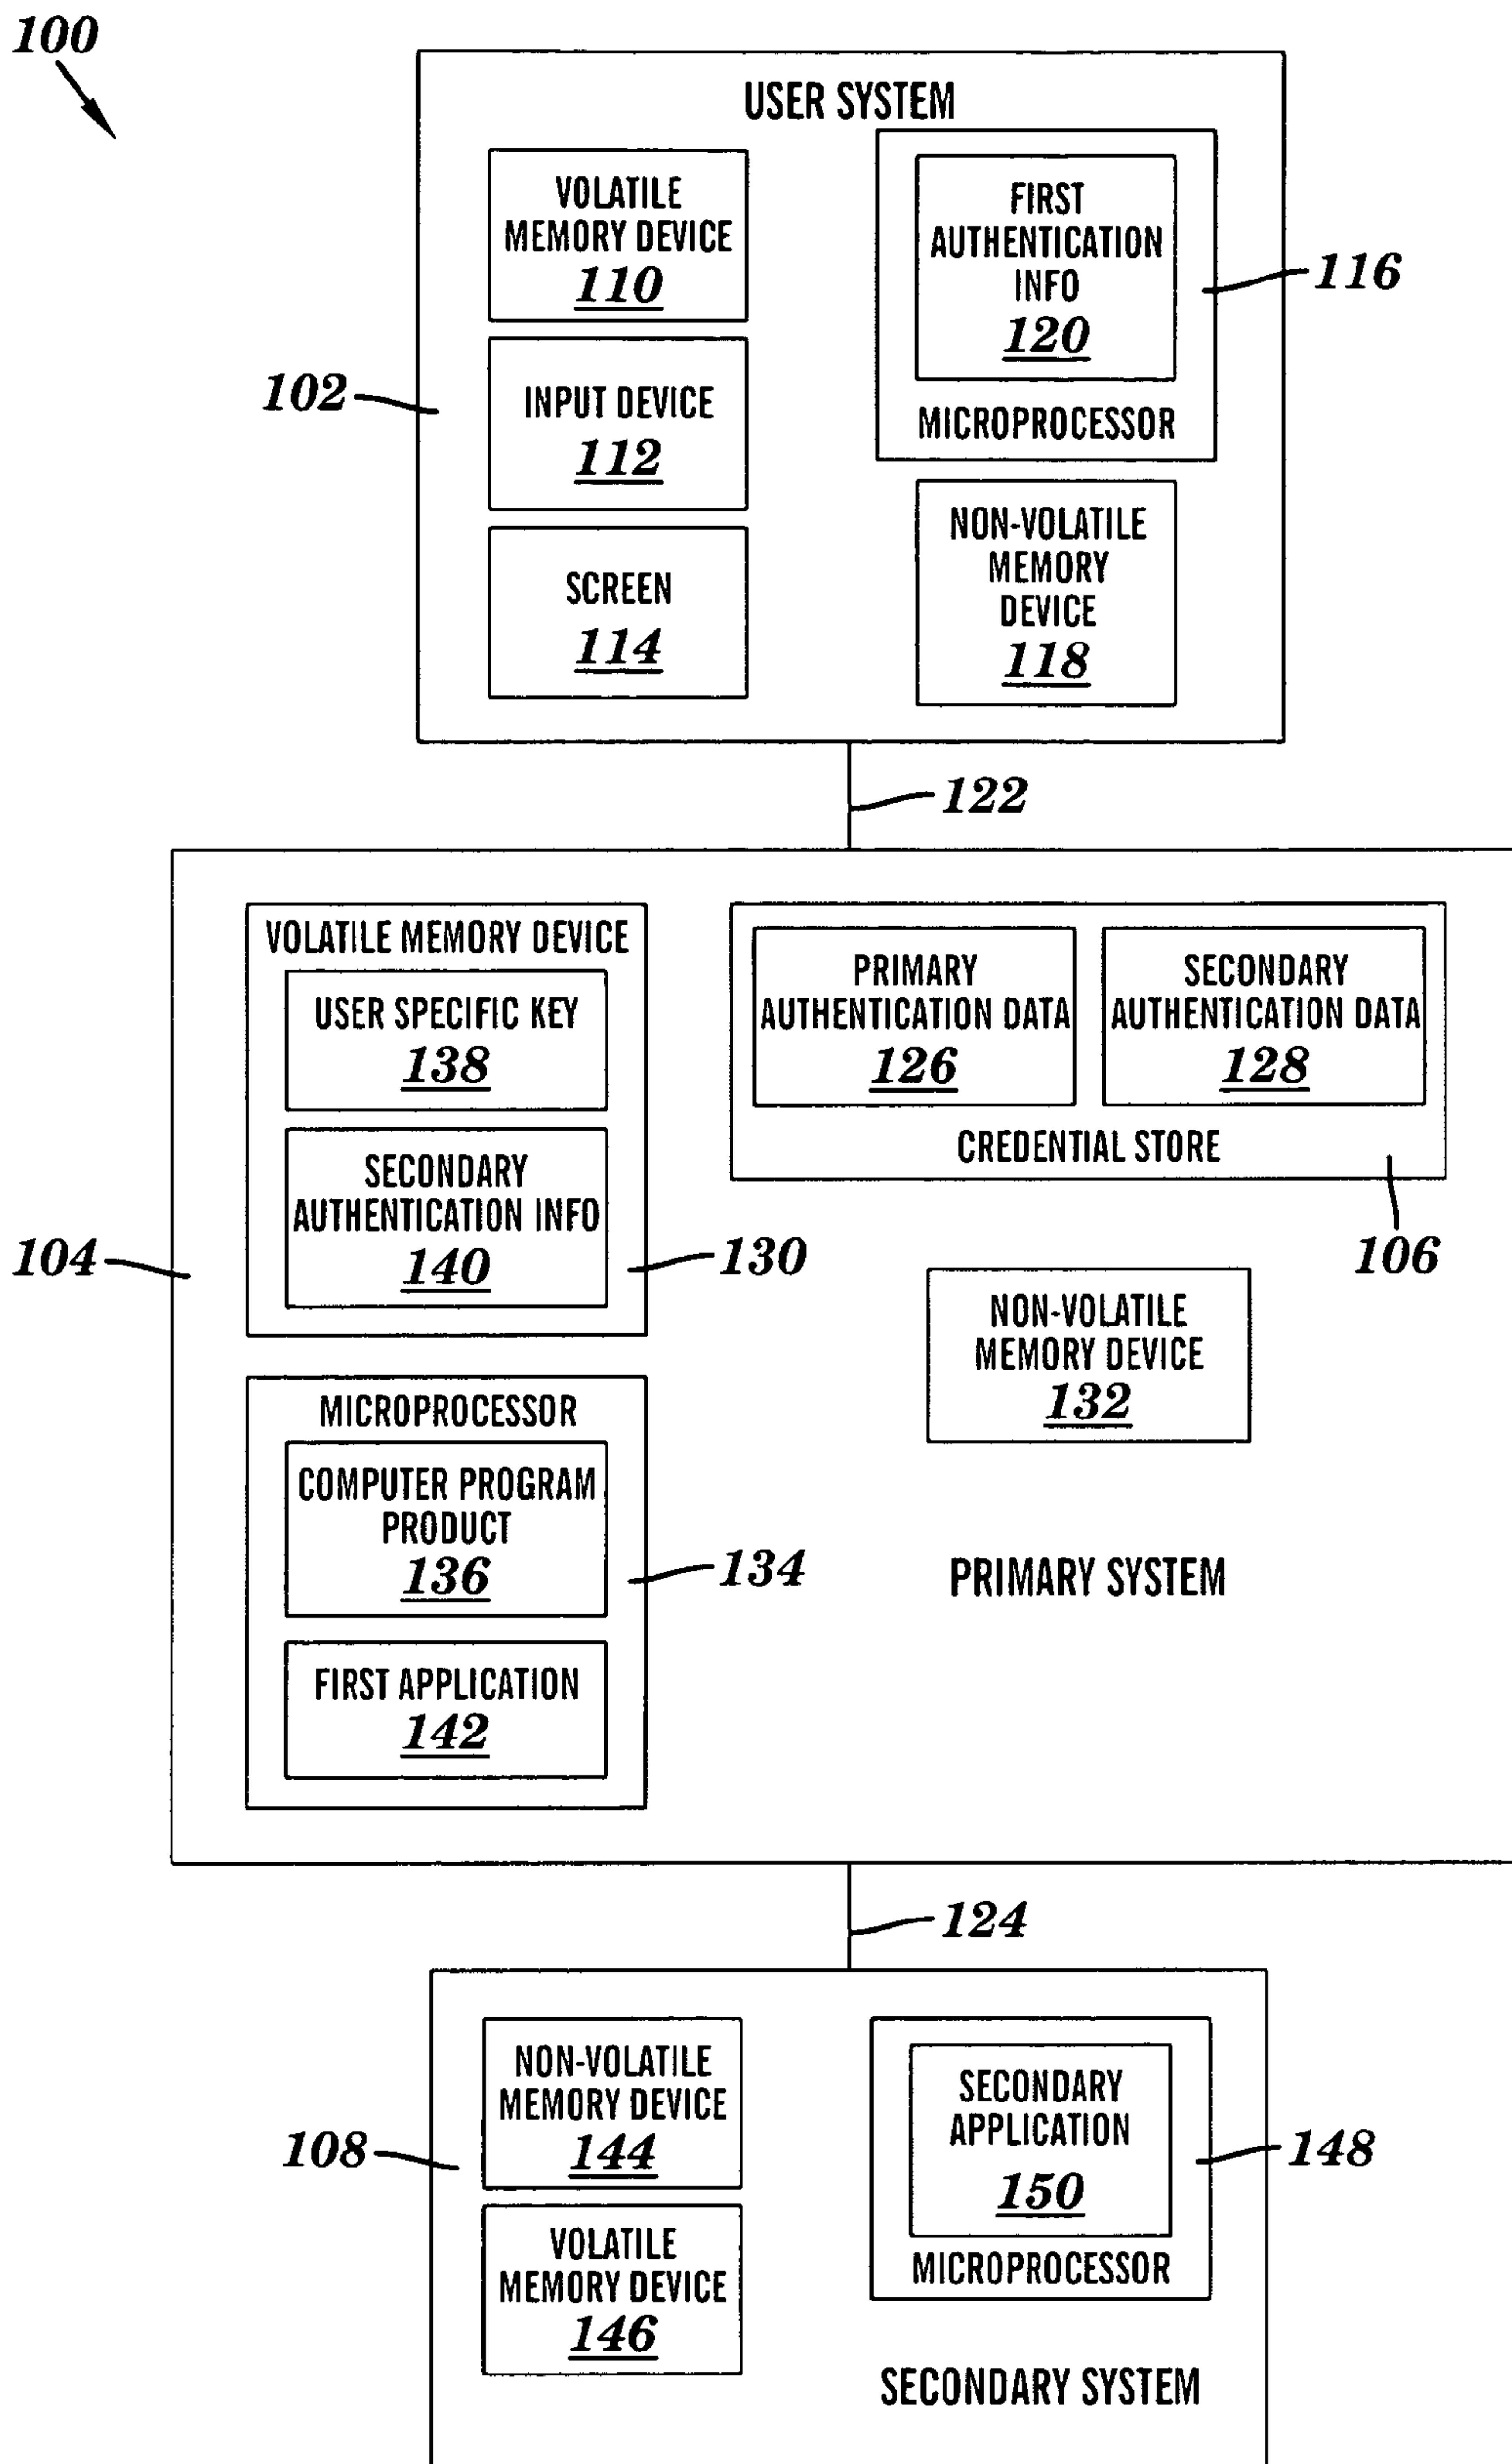 100
USER SYSTEM
VOLATILE
MEMORY DEVICE
110
INPUT DEVICE
112
SCREEN
114
102
FIRST
AUTHENTICATION
INFO
120
MICROPROCESSOR
116
NON-VOLATILE
MEMORY
DEVICE
118
122
VOLATILE MEMORY DEVICE
USER SPECIFIC KEY
138
SECONDARY
AUTHENTICATION INFO
140
130
104
PRIMARY
AUTHENTICATION DATA
126
SECONDARY
AUTHENTICATION DATA
128
CREDENTIAL STORE
106
NON-VOLATILE
MEMORY DEVICE
132
MICROPROCESSOR
COMPUTER PROGRAM
PRODUCT
136
134
FIRST APPLICATION
142
PRIMARY SYSTEM
124
NON-VOLATILE
MEMORY DEVICE
144
108
VOLATILE
MEMORY DEVICE
146
SECONDARY
APPLICATION
150
MICROPROCESSOR
148
SECONDARY SYSTEM